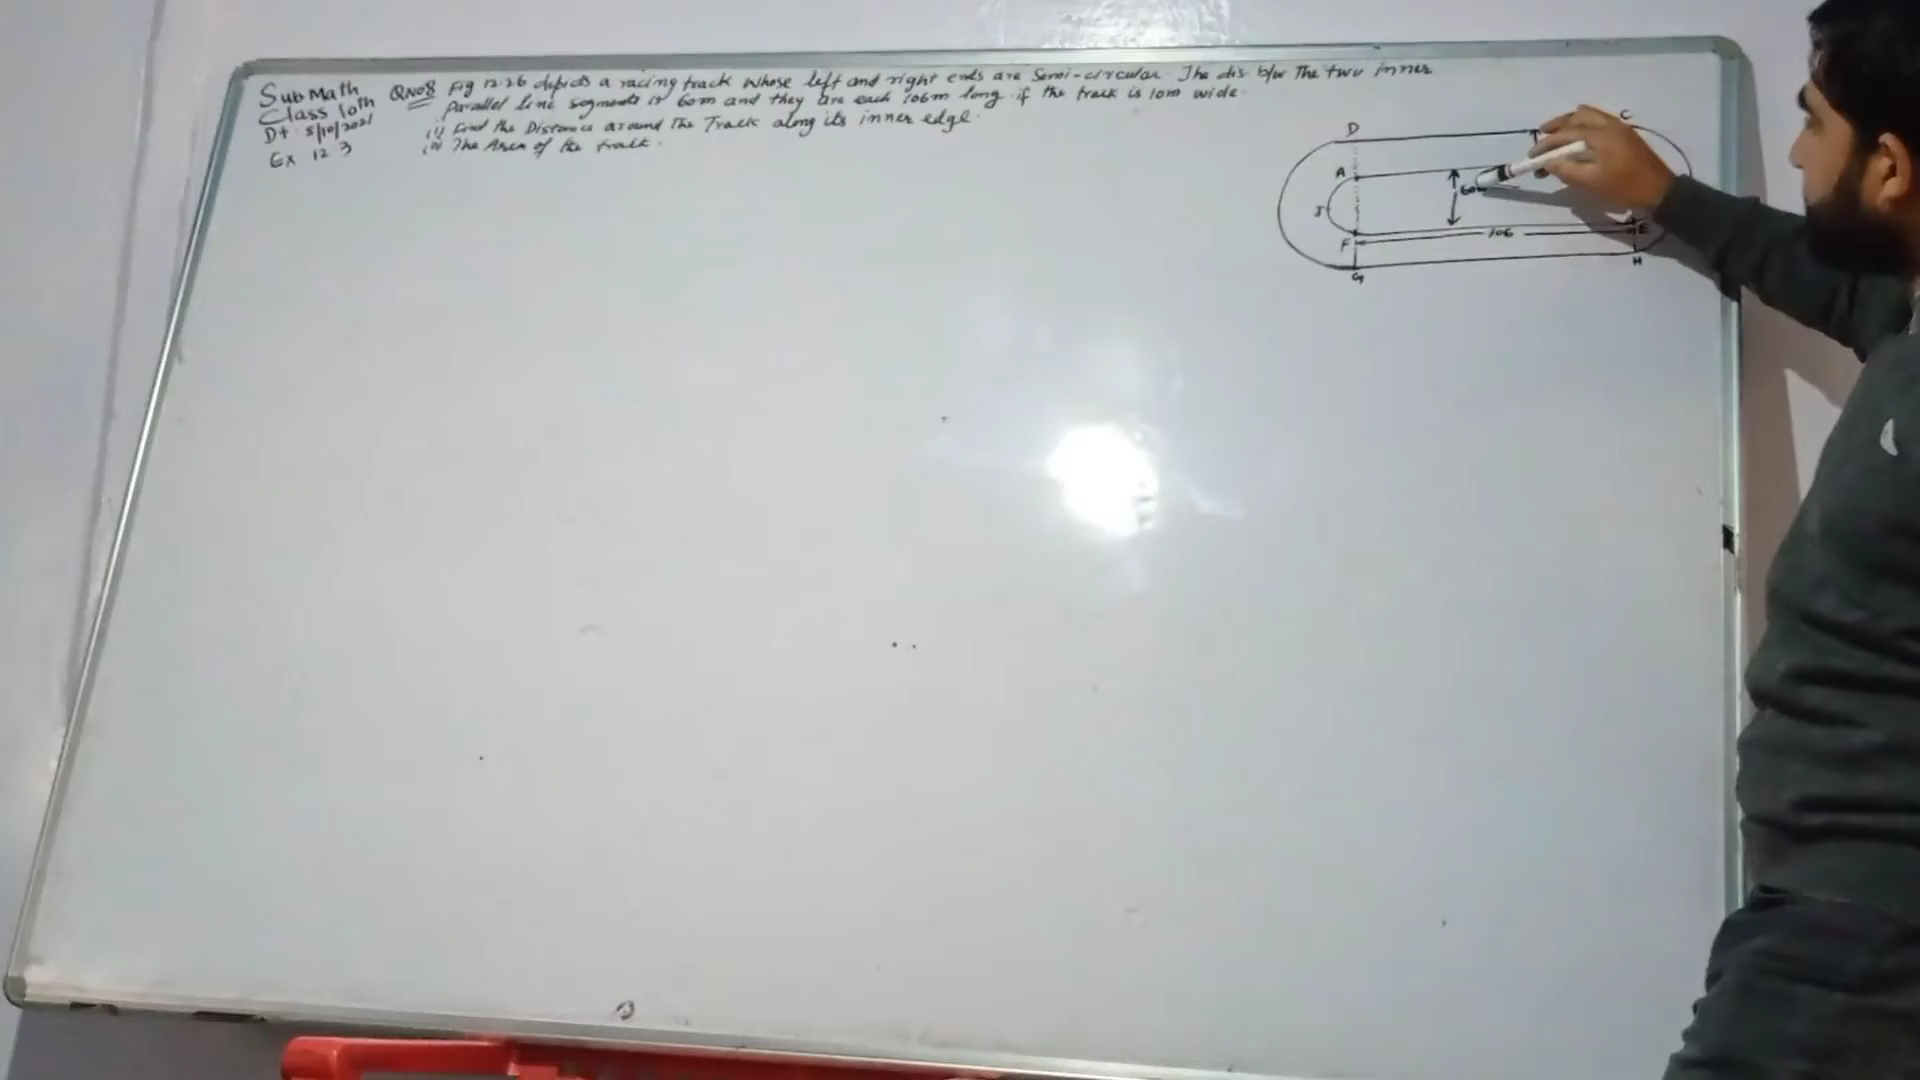 Sub Math
Class 10th
Dt 5/10/2021
Ex 12 3
QNo8 Fig 12.26 depicts a racing track whose left and right ends are Semi-circular. The dis b/w The two inner
Parallel line segments is 60m and they are each 106m long if the track is 10m wide.
(i) Find the Distance around The Track along its inner edge.
(ii) The Area of the track.
D
C
A
60m
J
F
106
E
G
H